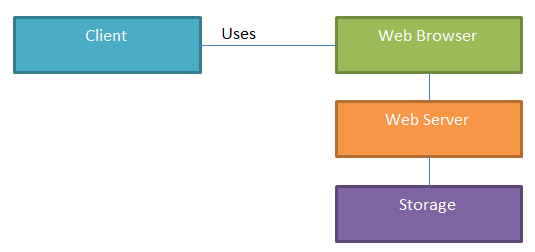 Client
Uses
Web Browser
Web Server
Storage